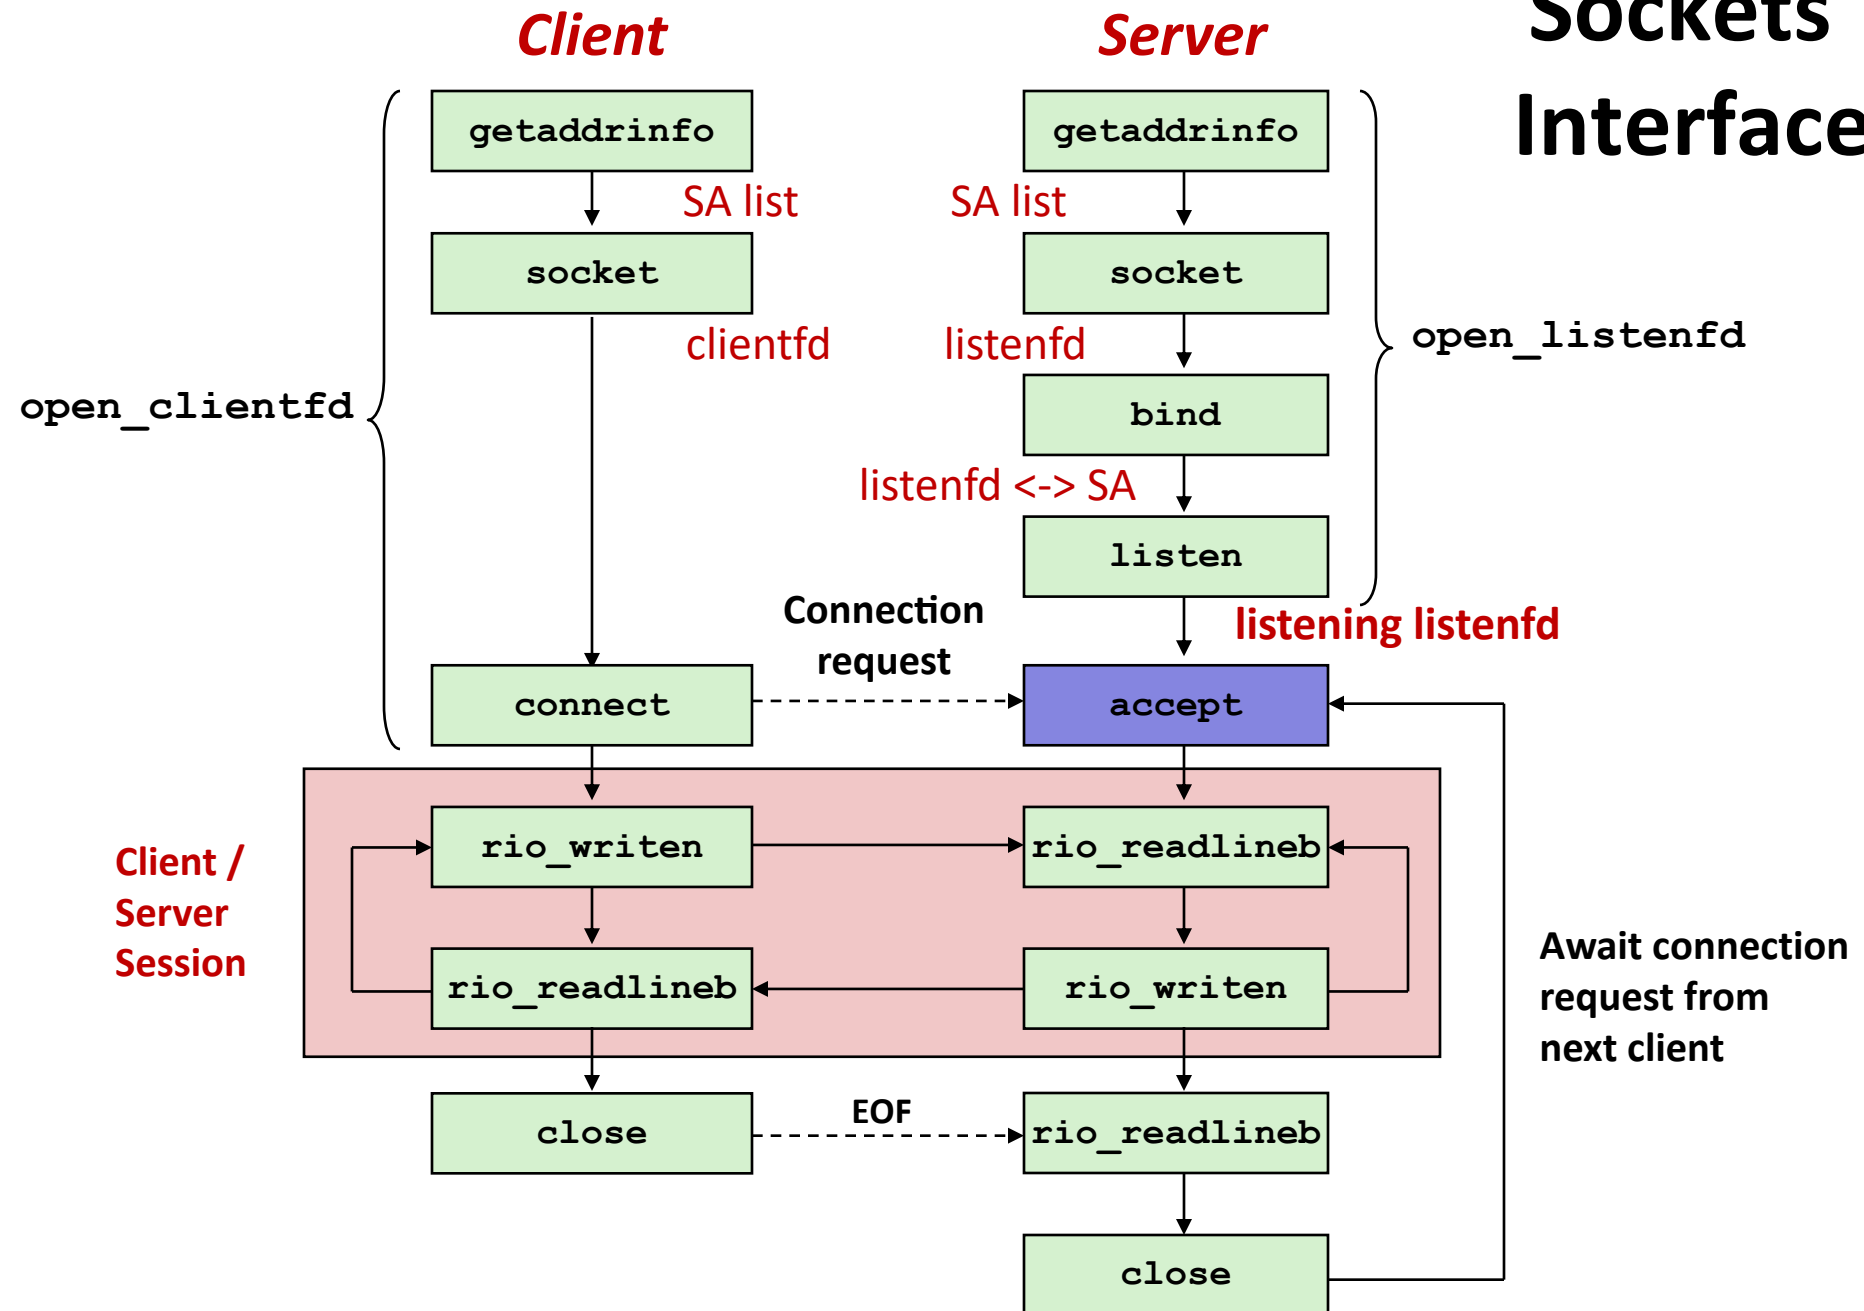 Sockets
Interface
Client
Server
getaddrinfo
getaddrinfo
SA list
SA list
socket
socket
clientfd
listenfd
open_listenfd
open_clientfd
bind
listenfd <-> SA
listen
Connection
request
listening listenfd
connect
accept
Client /
Server
Session
rio_writen
rio_readlineb
rio_readlineb
rio_writen
Await connection
request from
next client
close
EOF
rio_readlineb
close